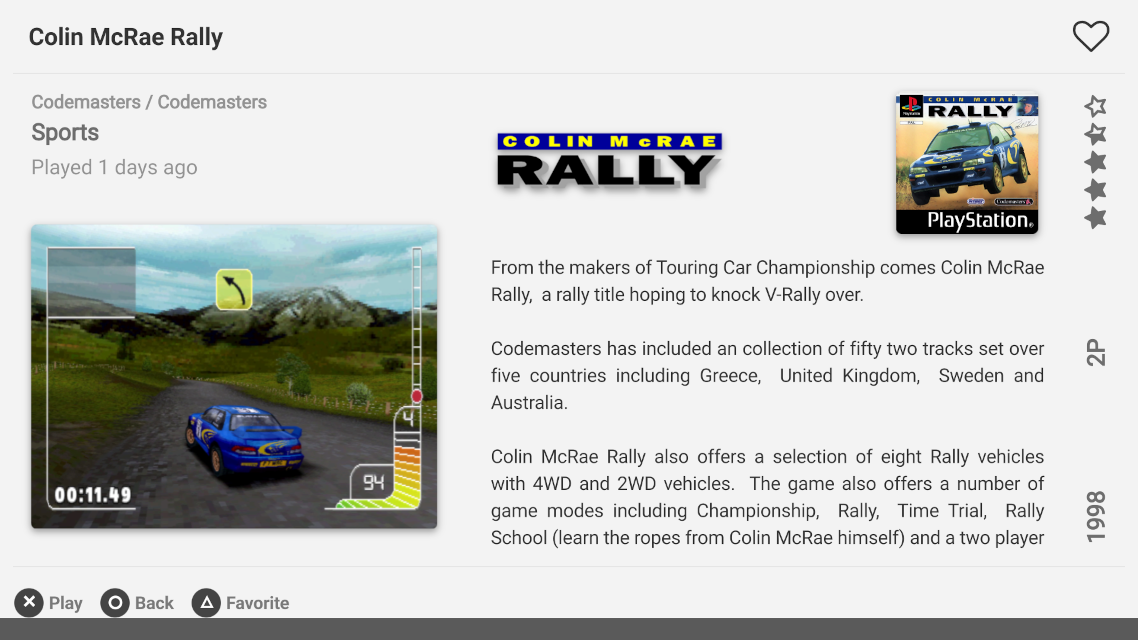 Colin McRae Rally
Codemasters / Codemasters
Sports
Played 1 days ago
COLIN McRAE
RALLY
COLIN McRAE
RALLY
PlayStation
Codemasters
PlayStation
4
94
00:11.49
From the makers of Touring Car Championship comes Colin McRae
Rally, a rally title hoping to knock V-Rally over.
Codemasters has included an collection of fifty two tracks set over
five countries including Greece, United Kingdom, Sweden and
Australia.
Colin McRae Rally also offers a selection of eight Rally vehicles
with 4WD and 2WD vehicles. The game also offers a number of
game modes including Championship, Rally, Time Trial, Rally
School (learn the ropes from Colin McRae himself) and a two player
2P
1998
Play
Back
Favorite